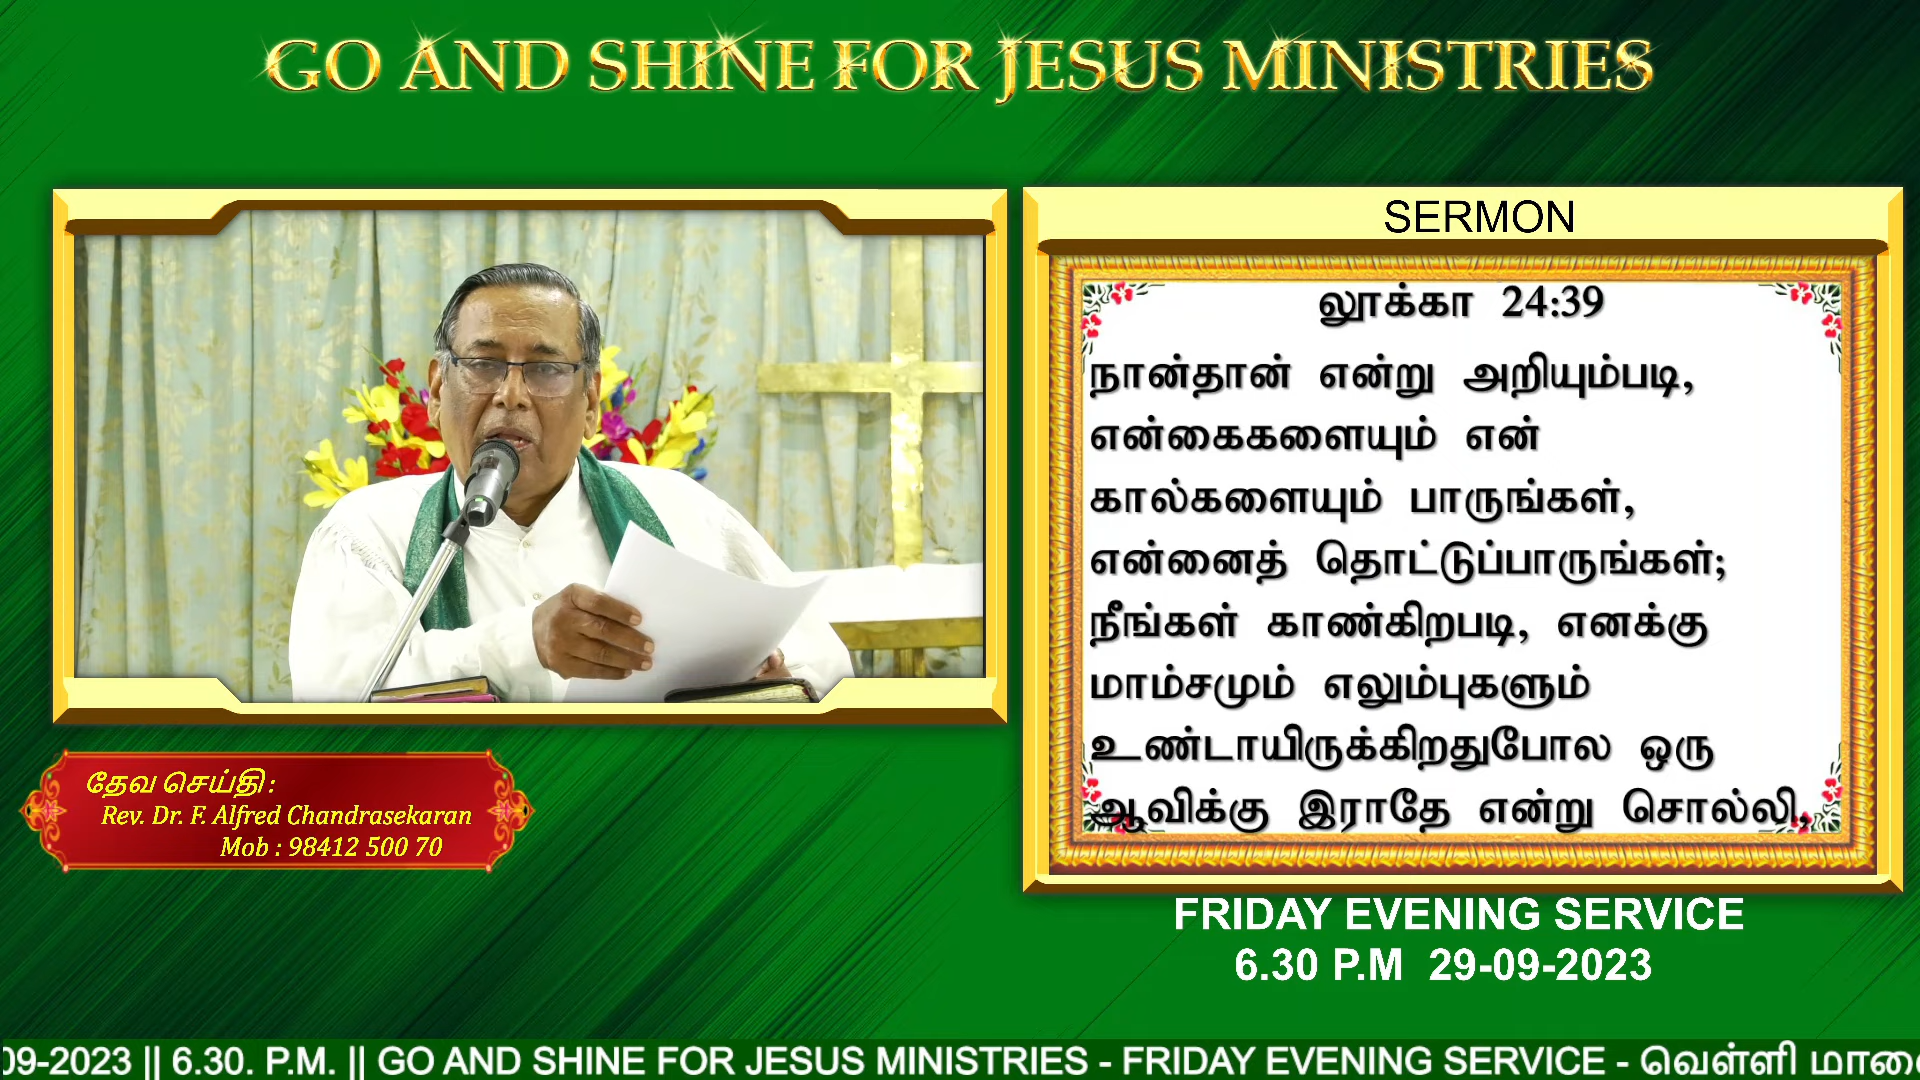 GO AND SHINE FOR JESUS MINISTRIES
SERMON
லூக்கா 24:39
நான்தான் என்று அறியும்படி,
என்கைகளையும் என்
கால்களையும் பாருங்கள்,
என்னைத் தொட்டுப்பாருங்கள்;
நீங்கள் காண்கிறபடி, எனக்கு
மாம்சமும் எலும்புகளும்
உண்டாயிருக்கிறதுபோல ஒரு
ஆவிக்கு இராதே என்று சொல்லி,
தேவ செய்தி :
Rev. Dr. F. Alfred Chandrasekaran
Mob : 98412 500 70
FRIDAY EVENING SERVICE
6.30 P.M 29-09-2023
09-2023 || 6.30. P.M. || GO AND SHINE FOR JESUS MINISTRIES - FRIDAY EVENING SERVICE - வெள்ளி மாலை